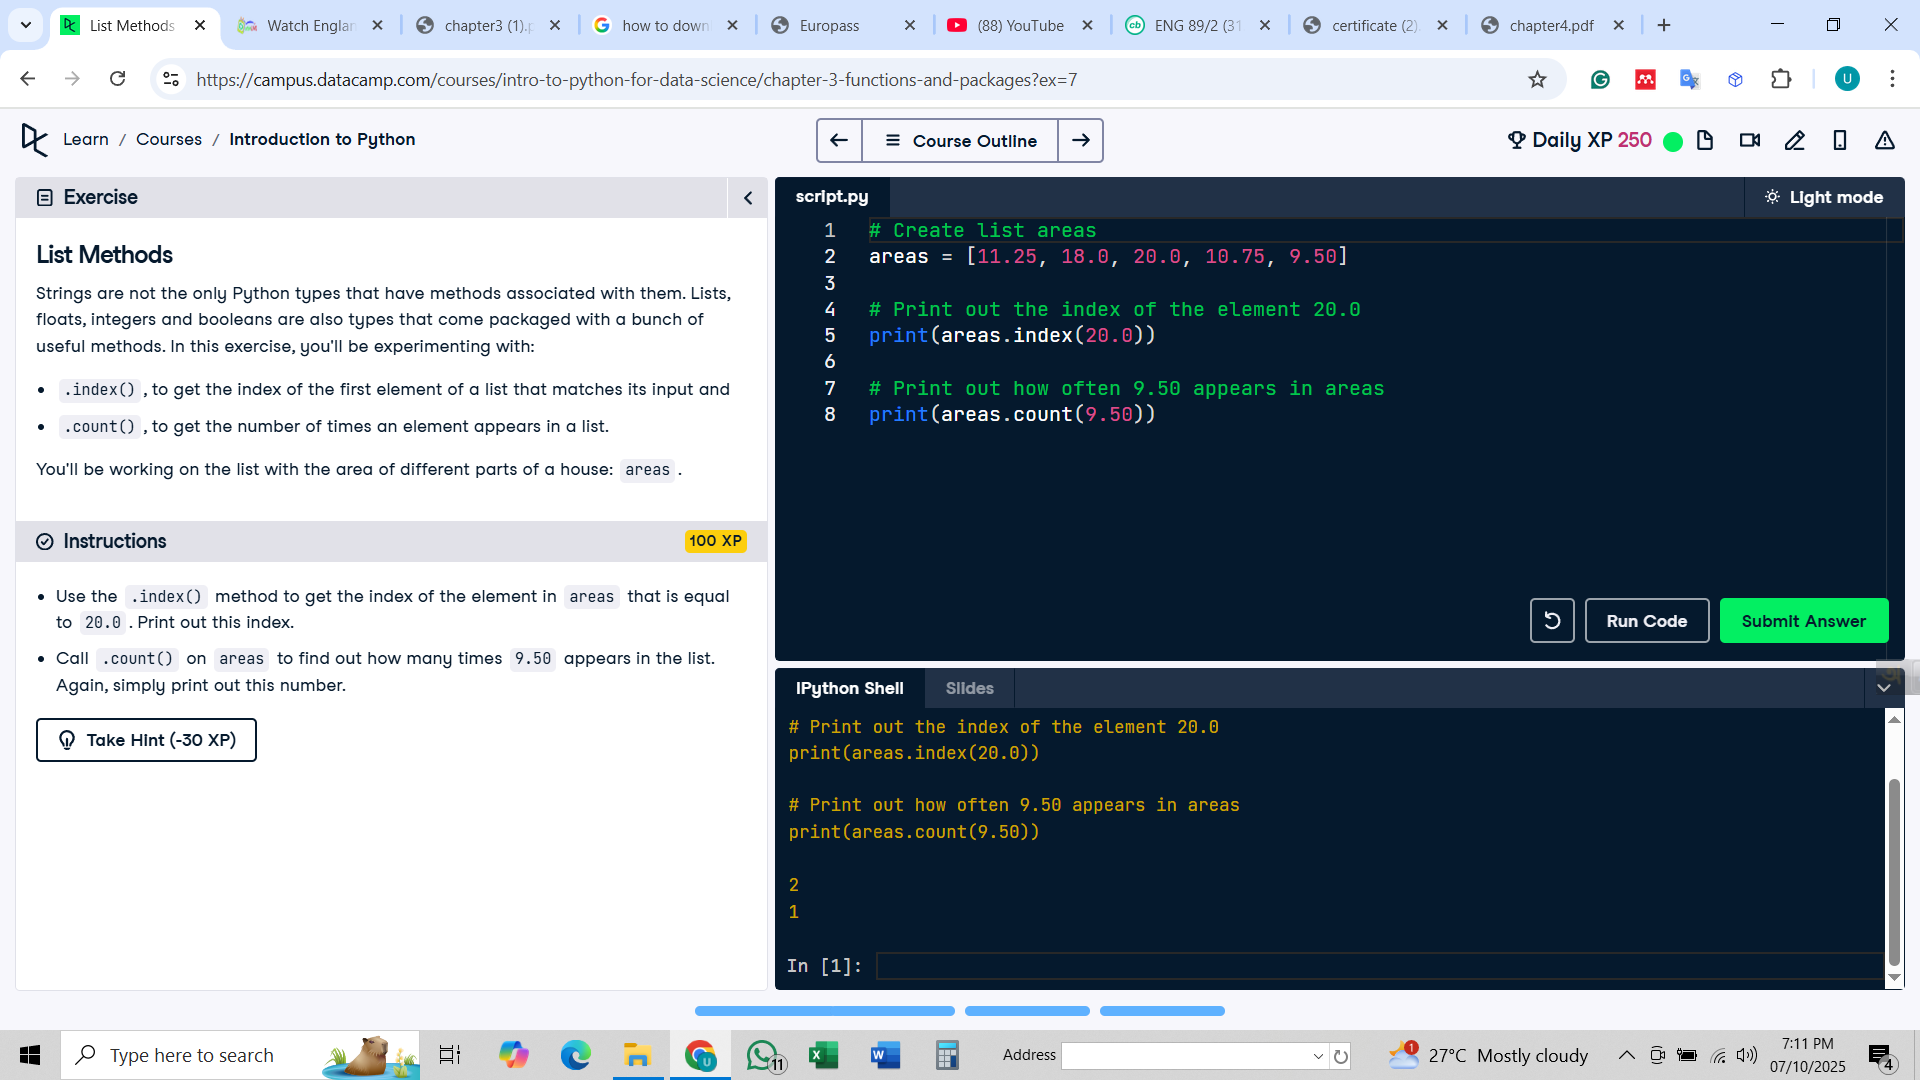 List Methods
Watch Englan
chapter3 (1).p
how to down
Europass
(88) YouTube
cb
ENG 89/2 (31
certificate (2).
chapter4.pdf
https://campus.datacamp.com/courses/intro-to-python-for-data-science/chapter-3-functions-and-packages?ex=7
U
Learn / Courses / Introduction to Python
Course Outline
Daily XP 250
Exercise
List Methods
Strings are not the only Python types that have methods associated with them. Lists,
floats, integers and booleans are also types that come packaged with a bunch of
useful methods. In this exercise, you'll be experimenting with:
• .index() , to get the index of the first element of a list that matches its input and
• .count() , to get the number of times an element appears in a list.
You'll be working on the list with the area of different parts of a house: areas .
Instructions
100 XP
• Use the .index() method to get the index of the element in areas that is equal
to 20.0 . Print out this index.
• Call .count() on areas to find out how many times 9.50 appears in the list.
Again, simply print out this number.
Take Hint (-30 XP)
script.py
Light mode
1 # Create list areas
2 areas = [11.25, 18.0, 20.0, 10.75, 9.50]
3
4 # Print out the index of the element 20.0
5 print(areas.index(20.0))
6
7 # Print out how often 9.50 appears in areas
8 print(areas.count(9.50))
Run Code
Submit Answer
IPython Shell
Slides
# Print out the index of the element 20.0
print(areas.index(20.0))
# Print out how often 9.50 appears in areas
print(areas.count(9.50))
2
1
In [1]:
Type here to search
U
11
Address
1
27°C Mostly cloudy
7:11 PM
07/10/2025
4